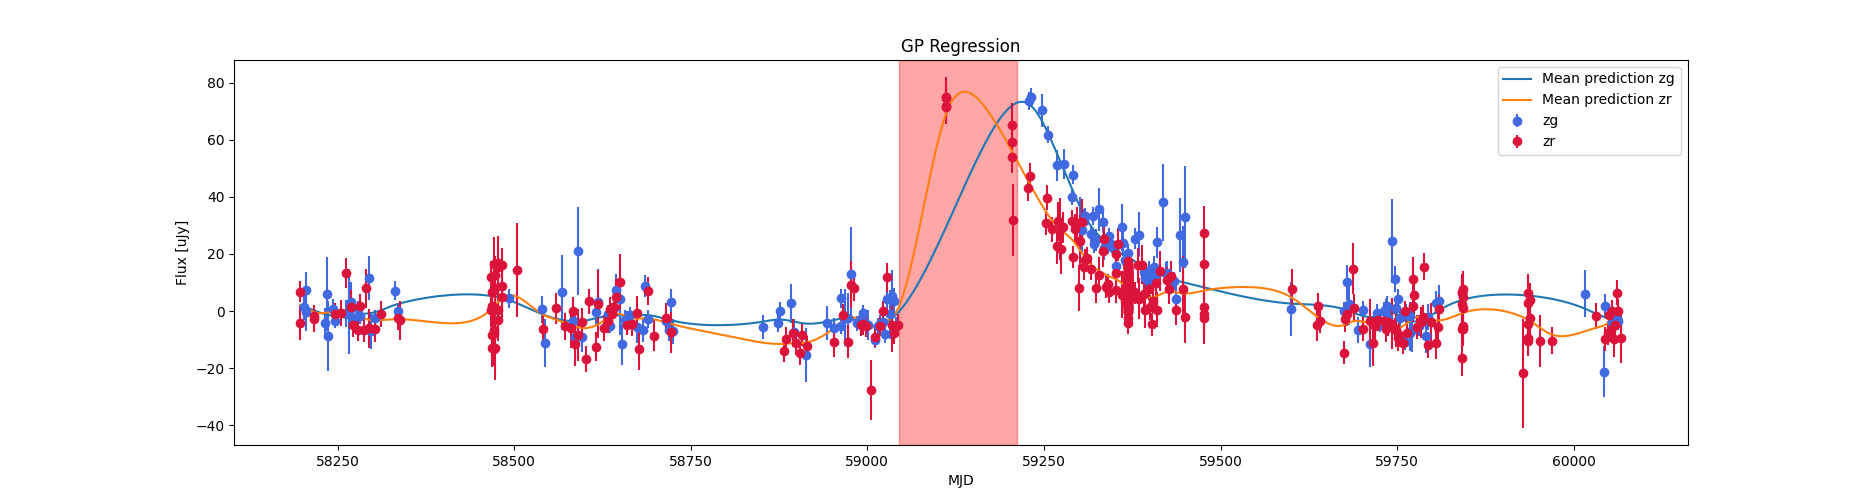 GP Regression
Flux [uJy]
80
60
40
20
0
−20
−40
58250
58500
58750
59000
59250
59500
59750
60000
MJD
Mean prediction zg
Mean prediction zr
zg
zr